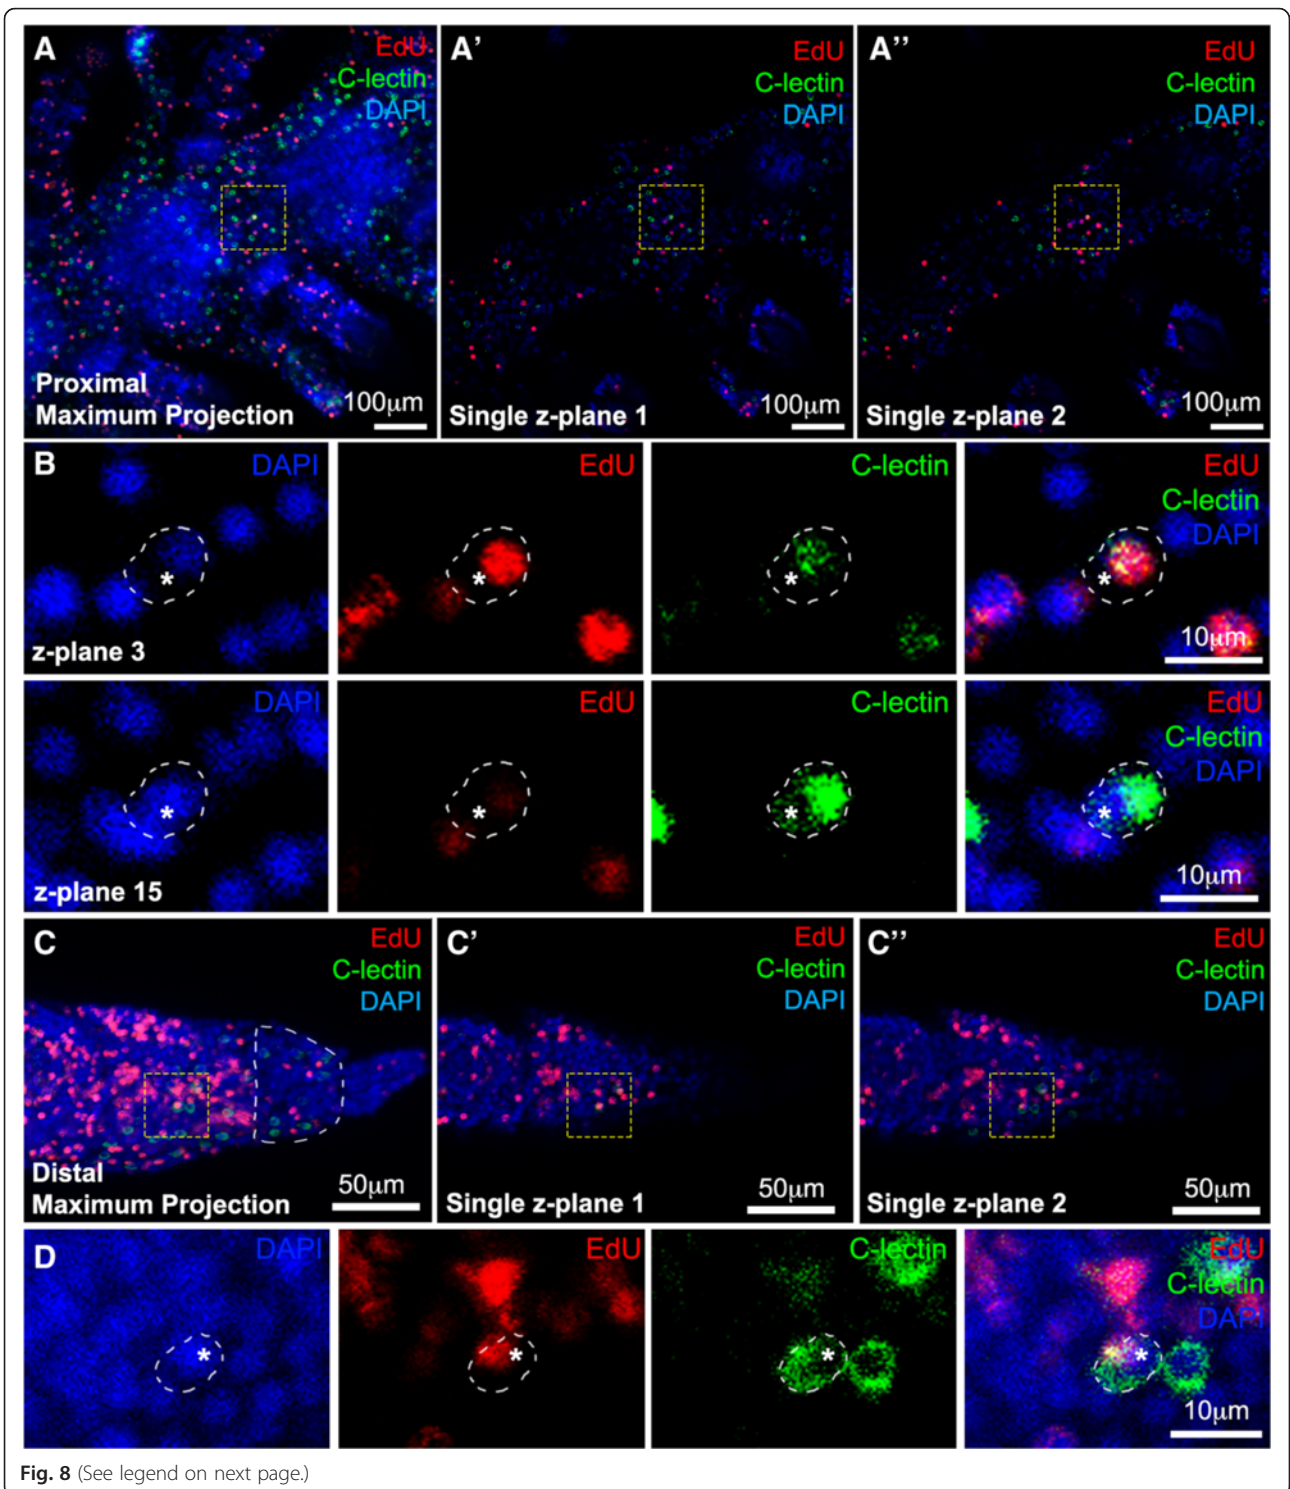 A
EdU
C-lectin
DAPI
Proximal
Maximum Projection
100μm
A'
EdU
C-lectin
DAPI
Single z-plane 1
100μm
A''
EdU
C-lectin
DAPI
Single z-plane 2
100μm
B
DAPI
*
z-plane 3
EdU
*
C-lectin
*
EdU
C-lectin
DAPI
*
10μm
DAPI
*
z-plane 15
EdU
*
C-lectin
*
EdU
C-lectin
DAPI
*
10μm
C
EdU
C-lectin
DAPI
Distal
Maximum Projection
50μm
C'
EdU
C-lectin
DAPI
Single z-plane 1
50μm
C''
EdU
C-lectin
DAPI
Single z-plane 2
50μm
D
DAPI
*
EdU
*
C-lectin
*
EdU
C-lectin
DAPI
*
10μm
Fig. 8 (See legend on next page.)